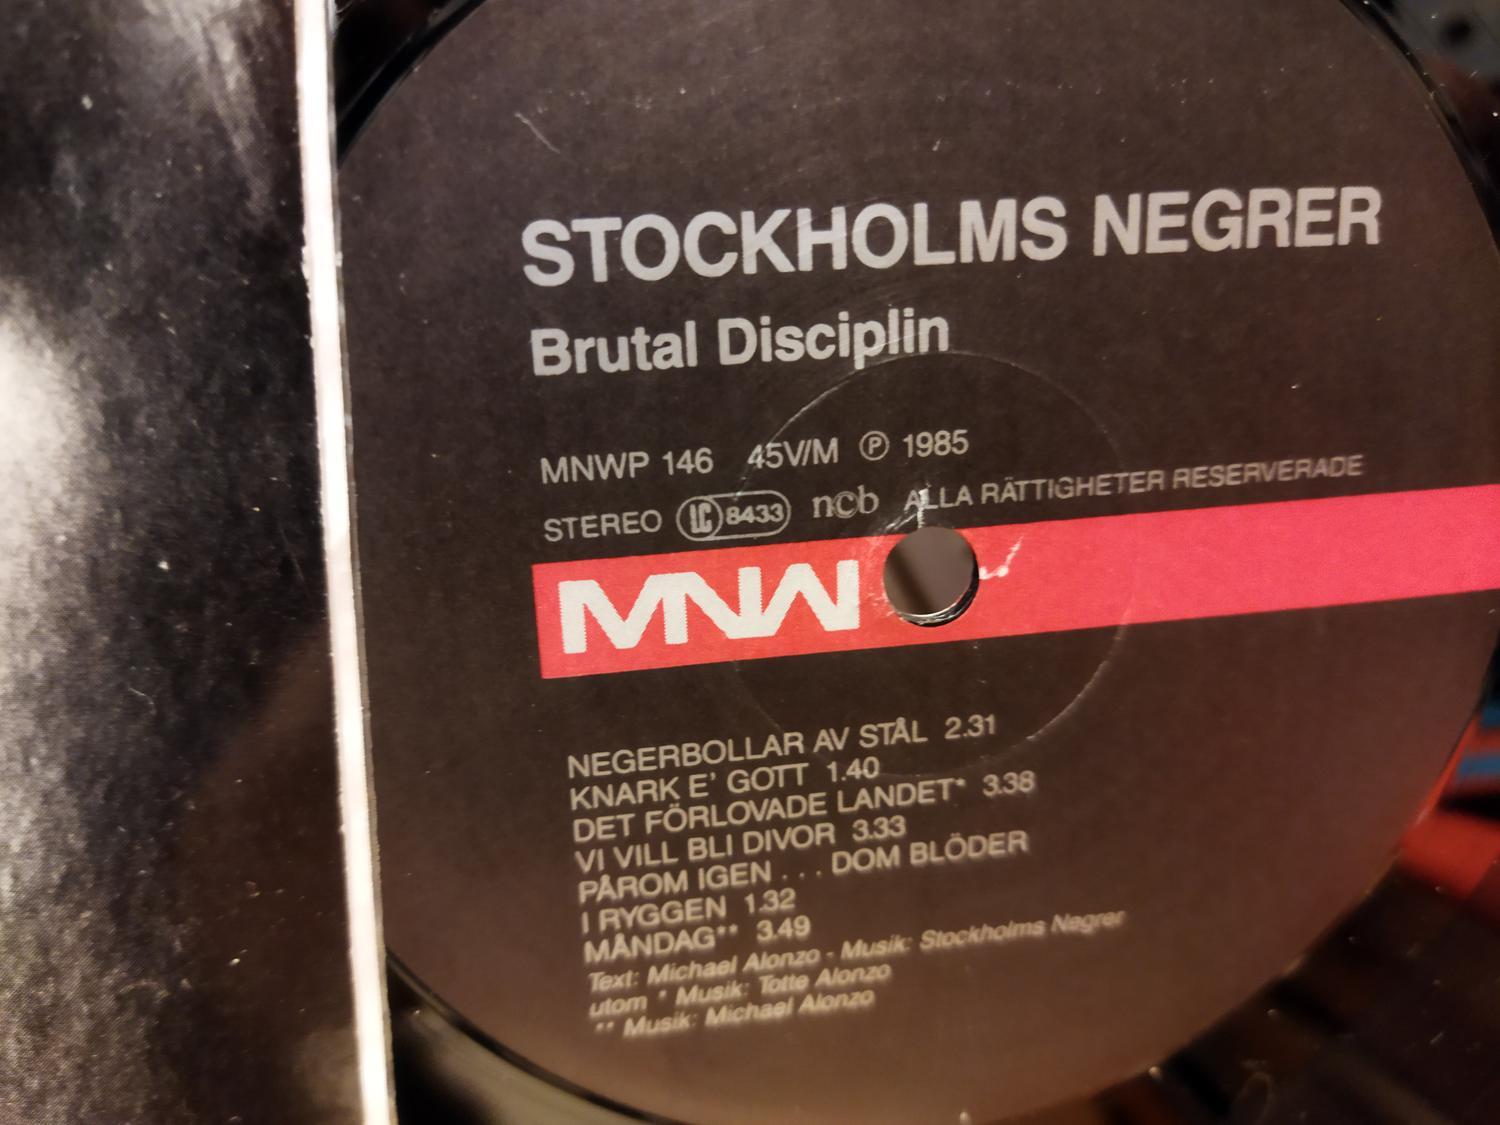 STOCKHOLMS NEGRER
Brutal Disciplin
MNWP 146 45V/M ℗ 1985
STEREO LC 8433 ncb ALLA RÄTTIGHETER RESERVERADE
MNW
NEGERBOLLAR AV STÅL 2.31
KNARK E' GOTT 1.40
DET FÖRLOVADE LANDET* 3.38
VI VILL BLI DIVOR 3.33
PÅROM IGEN . . . DOM BLÖDER
I RYGGEN 1.32
MÅNDAG** 3.49
Text: Michael Alonzo - Musik: Stockholms Negrer
utom * Musik: Totte Alonzo
** Musik: Michael Alonzo